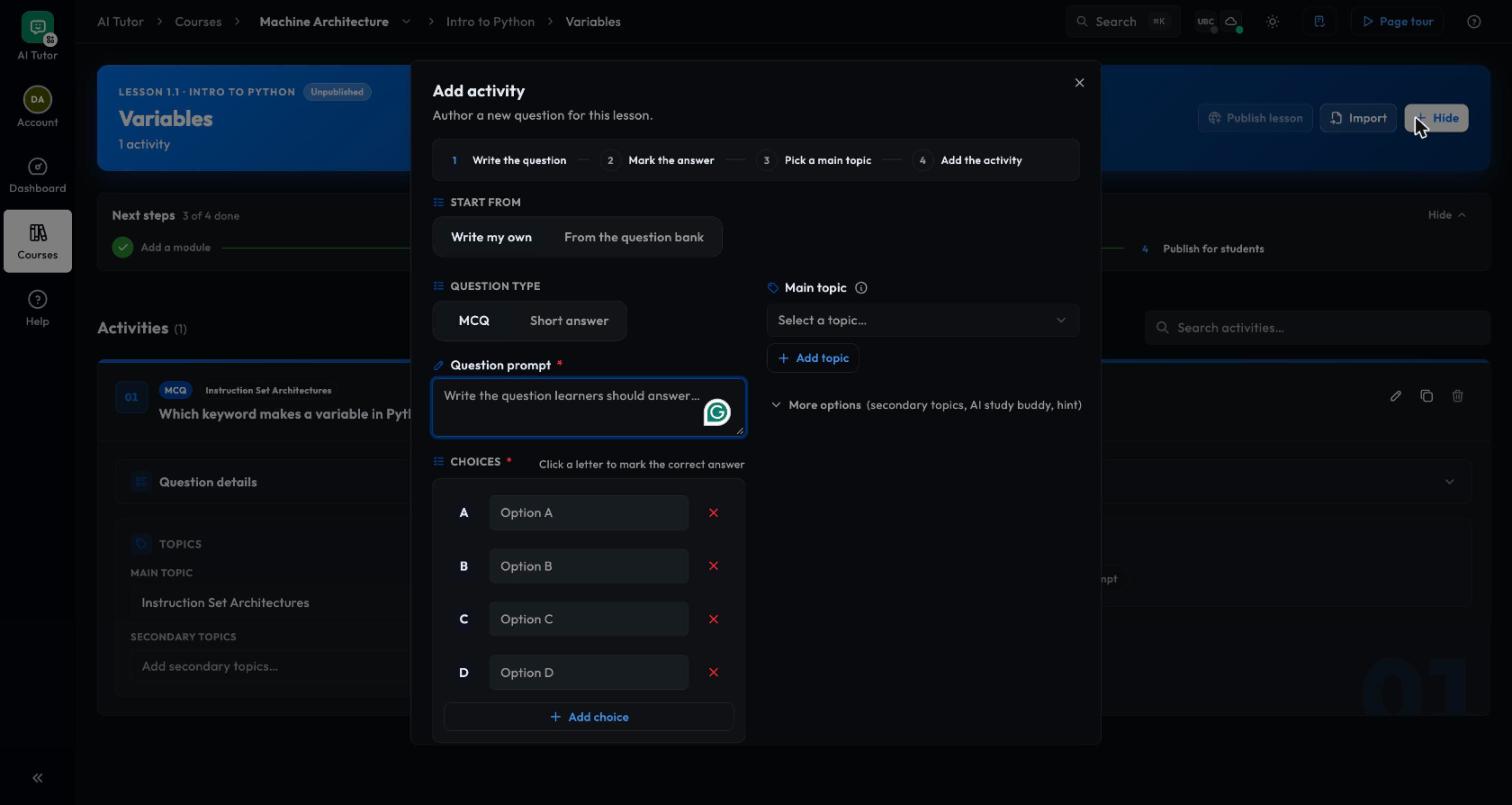 AI Tutor > Courses > Machine Architecture > Intro to Python > Variables
Search ⌘K
UBC
Page tour
AI Tutor
DA
Account
Dashboard
Courses
Help
LESSON 1.1 · INTRO TO PYTHON Unpublished
Variables
1 activity
Publish lesson
Import
Hide
Next steps 3 of 4 done
Hide
Add a module
4 Publish for students
Activities (1)
Search activities...
01
MCQ Instruction Set Architectures
Which keyword makes a variable in Pyth
Question details
TOPICS
MAIN TOPIC
Instruction Set Architectures
SECONDARY TOPICS
Add secondary topics...
mpt
01
Add activity
Author a new question for this lesson.
1 Write the question
2 Mark the answer
3 Pick a main topic
4 Add the activity
START FROM
Write my own
From the question bank
QUESTION TYPE
MCQ
Short answer
Question prompt *
Write the question learners should answer...
CHOICES * Click a letter to mark the correct answer
A Option A
B Option B
C Option C
D Option D
+ Add choice
Main topic
Select a topic...
+ Add topic
More options (secondary topics, AI study buddy, hint)